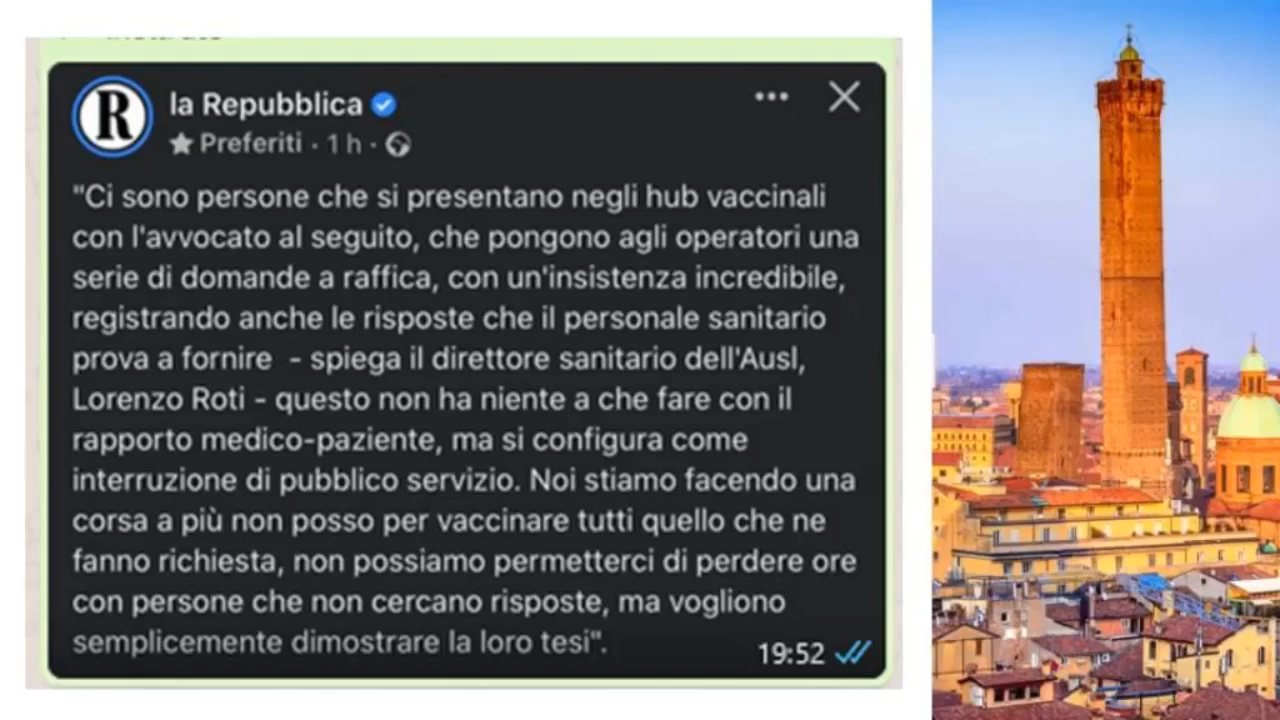 R la Repubblica
Preferiti · 1 h ·
"Ci sono persone che si presentano negli hub vaccinali
con l'avvocato al seguito, che pongono agli operatori una
serie di domande a raffica, con un'insistenza incredibile,
registrando anche le risposte che il personale sanitario
prova a fornire - spiega il direttore sanitario dell'Ausl,
Lorenzo Roti - questo non ha niente a che fare con il
rapporto medico-paziente, ma si configura come
interruzione di pubblico servizio. Noi stiamo facendo una
corsa a più non posso per vaccinare tutti quello che ne
fanno richiesta, non possiamo permetterci di perdere ore
con persone che non cercano risposte, ma vogliono
semplicemente dimostrare la loro tesi".
19:52